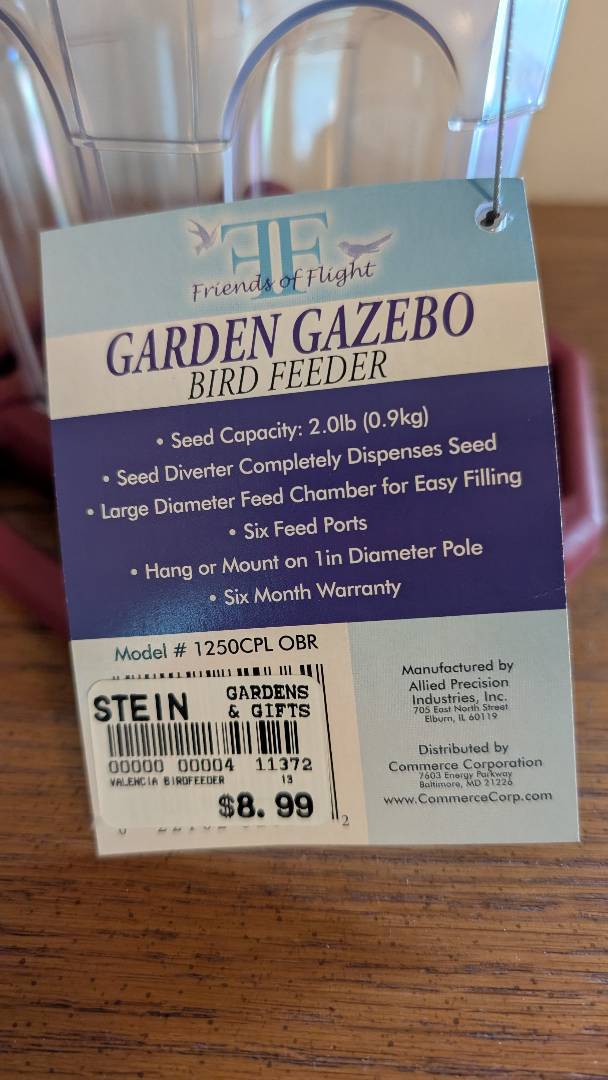 FF
Friends of Flight
GARDEN GAZEBO
BIRD FEEDER
• Seed Capacity: 2.0lb (0.9kg)
• Seed Diverter Completely Dispenses Seed
• Large Diameter Feed Chamber for Easy Filling
• Six Feed Ports
• Hang or Mount on 1in Diameter Pole
• Six Month Warranty
Model # 1250CPL OBR
STEIN GARDENS
& GIFTS
00000 00004 11372
VALENCIA BIRDFEEDER 13
$8.99
2
Manufactured by
Allied Precision
Industries, Inc.
705 East North Street
Elburn, IL 60119
Distributed by
Commerce Corporation
7603 Energy Parkway
Baltimore, MD 21226
www.CommerceCorp.com